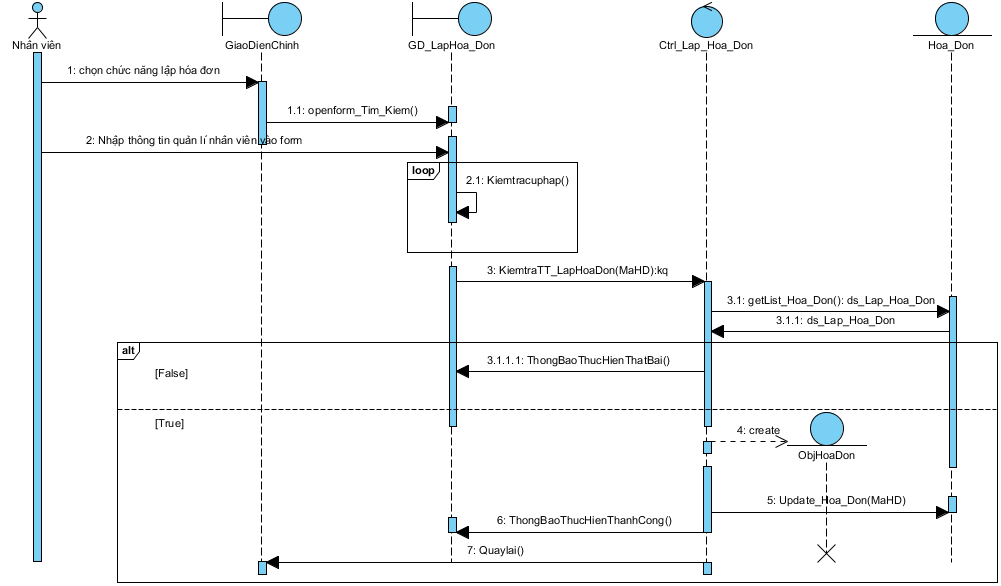 Nhân viên
GiaoDienChinh
GD_LapHoa_Don
Ctrl_Lap_Hoa_Don
Hoa_Don
1: chọn chức năng lập hóa đơn
1.1: openform_Tim_Kiem()
2: Nhập thông tin quản lí nhân viên vào form
loop
2.1: Kiemtracuphap()
3: KiemtraTT_LapHoaDon(MaHD):kq
3.1: getList_Hoa_Don(): ds_Lap_Hoa_Don
3.1.1: ds_Lap_Hoa_Don
alt
3.1.1.1: ThongBaoThucHienThatBai()
[False]
[True]
4: create
ObjHoaDon
5: Update_Hoa_Don(MaHD)
6: ThongBaoThucHienThanhCong()
7: Quaylai()